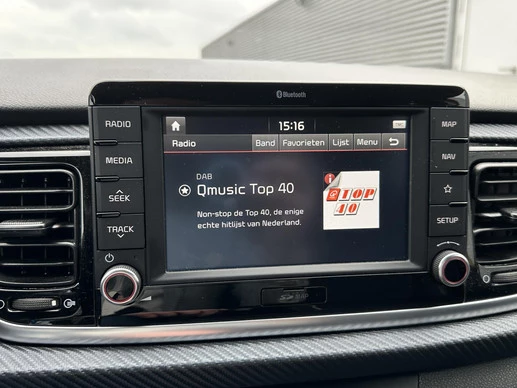 Bluetooth
RADIO
MEDIA
SEEK
TRACK
15:16
Radio
Band
Favorieten
Lijst
Menu
DAB
Qmusic Top 40
Non-stop de Top 40, de enige
echte hitlijst van Nederland.
TOP
40
MAP
NAV
SETUP